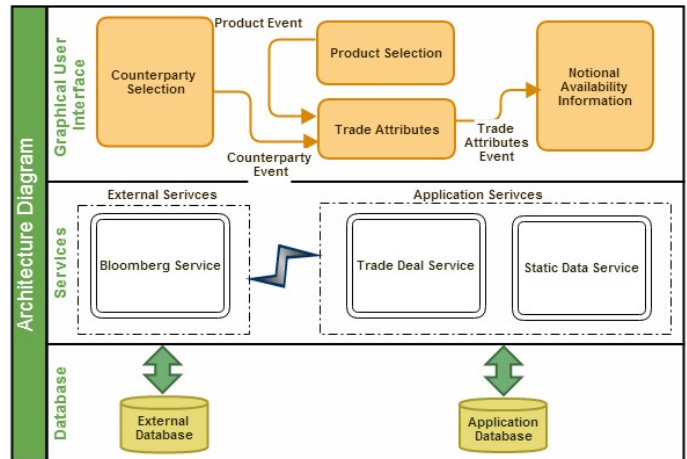 Architecture Diagram
Graphical User
Interface
Product Event
Counterparty
Selection
Product Selection
Trade Attributes
Notional
Availability
Information
Counterparty
Event
Trade
Attributes
Event
Services
External Serivces
Application Serivces
Bloomberg Service
Trade Deal Service
Static Data Service
Database
External
Database
Application
Database